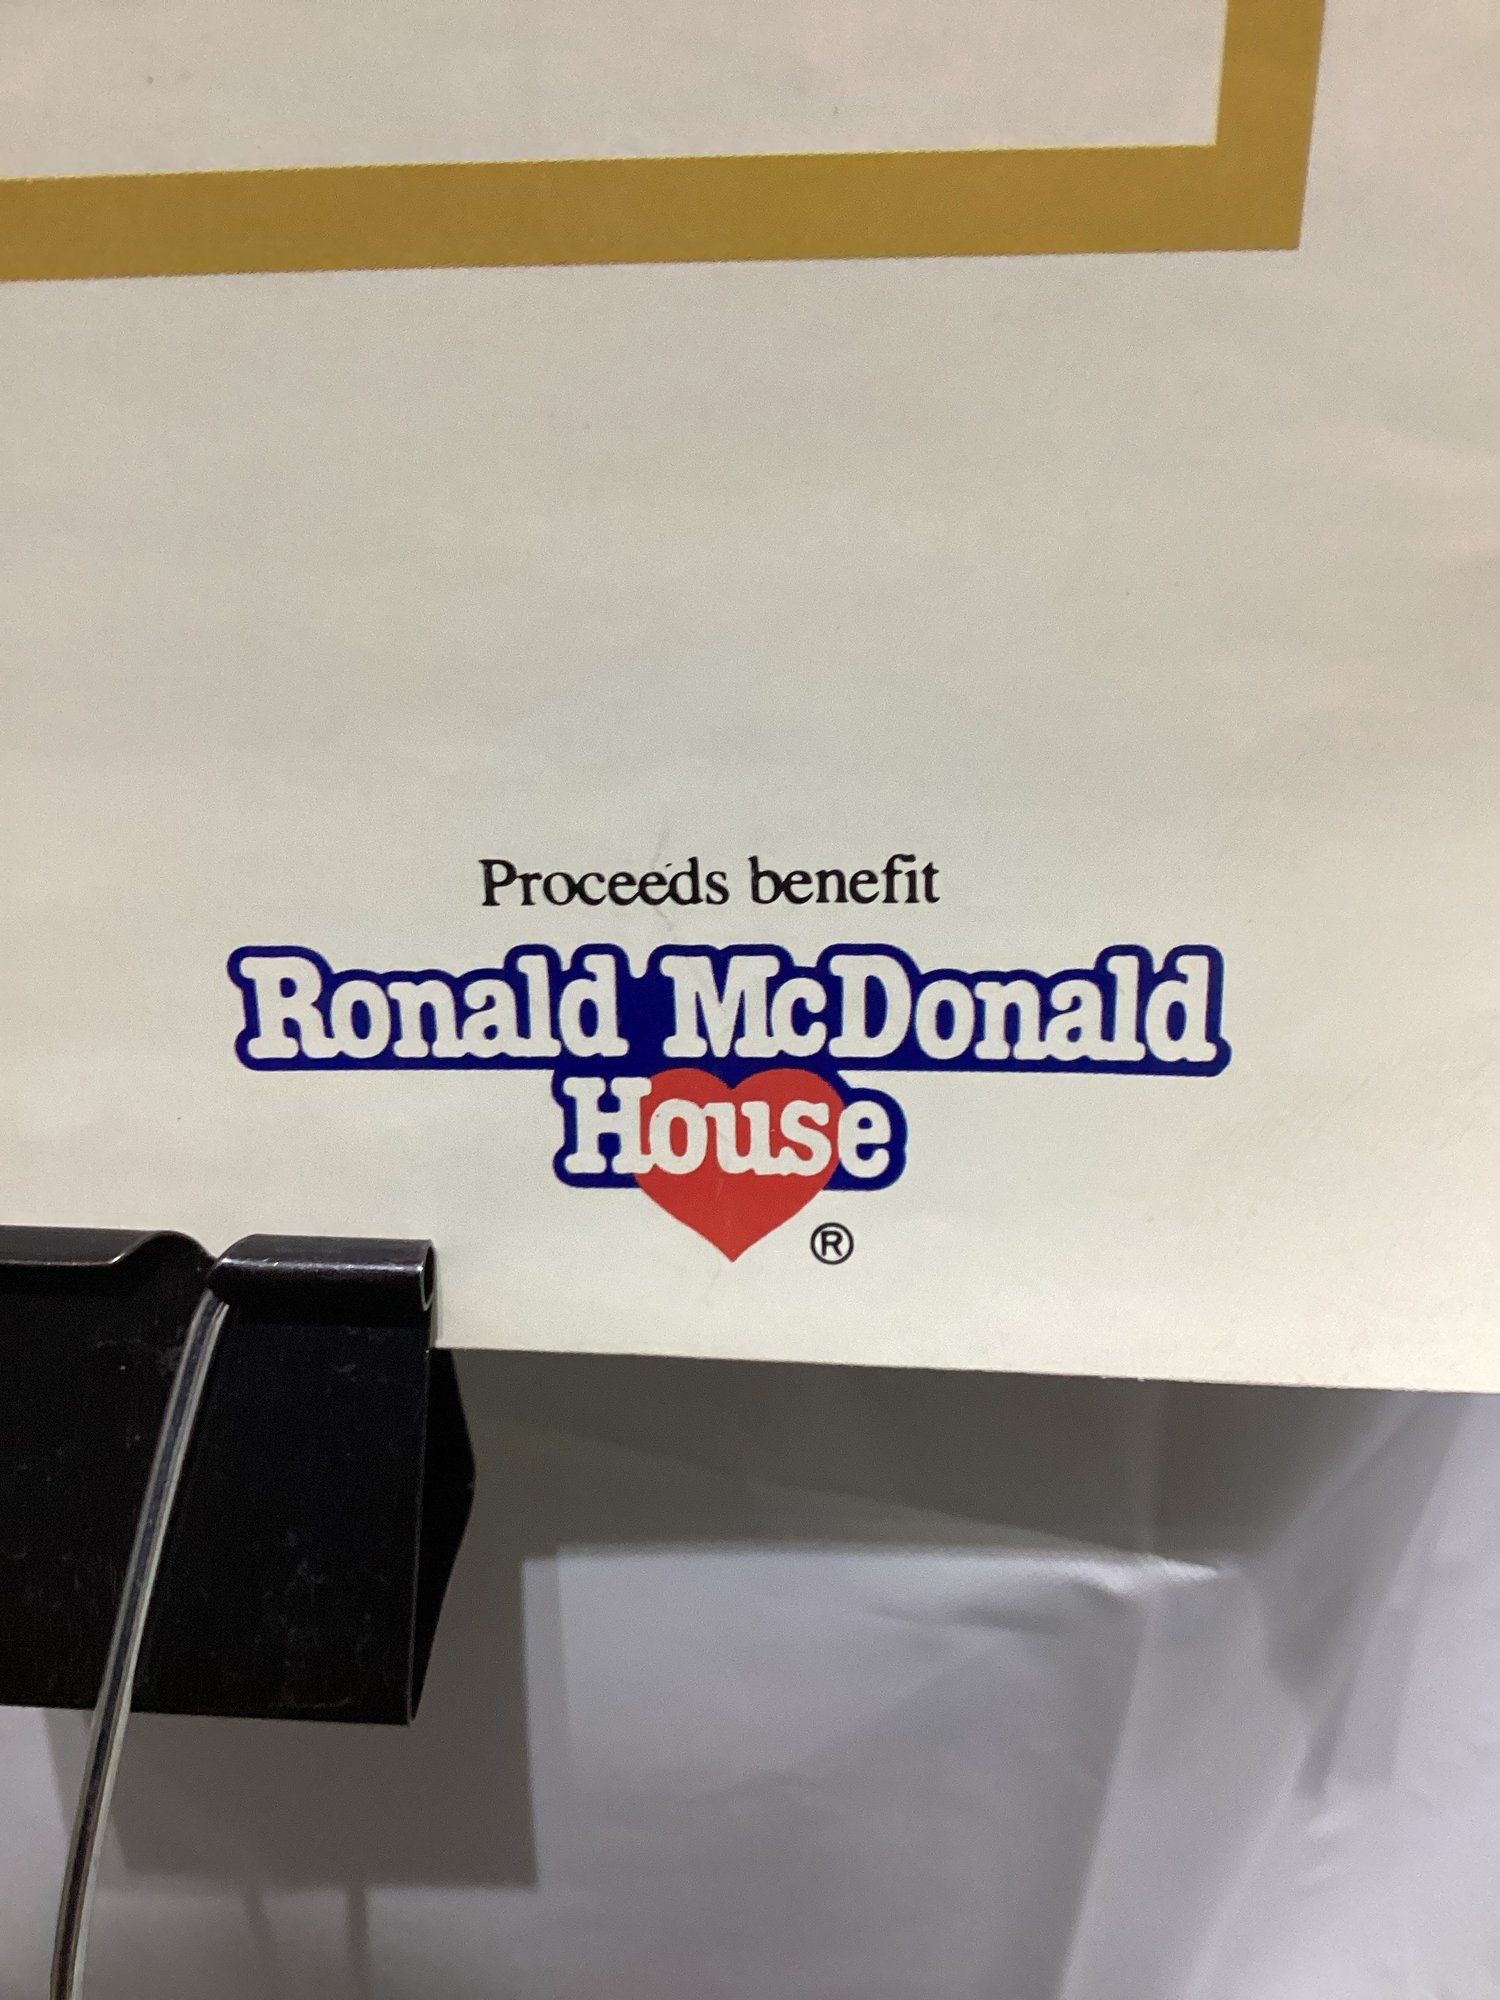 Proceeds benefit
Ronald McDonald
House
®